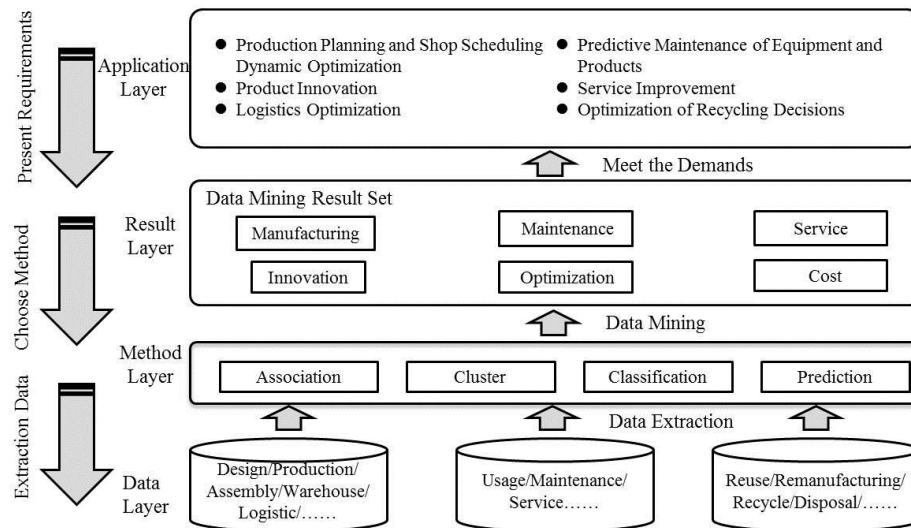 Present Requirements
Application
Layer
● Production Planning and Shop Scheduling
Dynamic Optimization
● Product Innovation
● Logistics Optimization
● Predictive Maintenance of Equipment and
Products
● Service Improvement
● Optimization of Recycling Decisions
Meet the Demands
Choose Method
Result
Layer
Data Mining Result Set
Manufacturing
Maintenance
Service
Innovation
Optimization
Cost
Data Mining
Method
Layer
Association
Cluster
Classification
Prediction
Extraction Data
Data Extraction
Data
Layer
Design/Production/
Assembly/Warehouse/
Logistic/……
Usage/Maintenance/
Service……
Reuse/Remanufacturing/
Recycle/Disposal/……